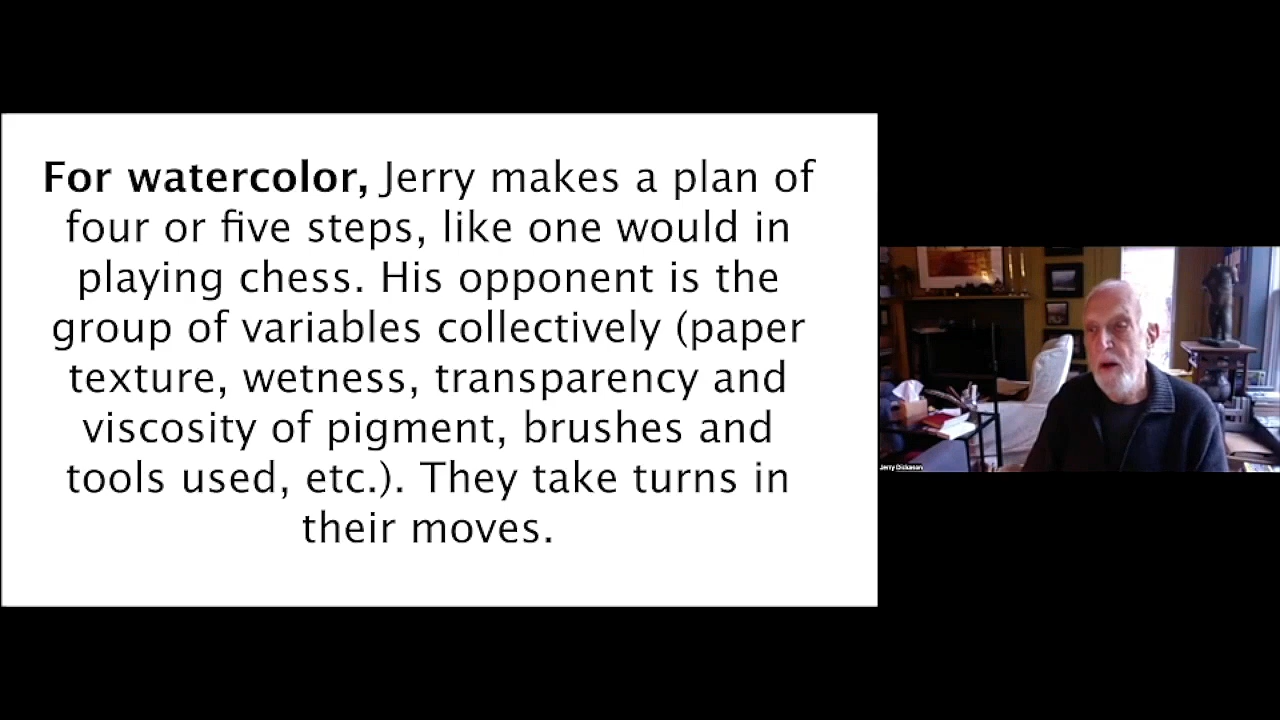 For watercolor, Jerry makes a plan of
four or five steps, like one would in
playing chess. His opponent is the
group of variables collectively (paper
texture, wetness, transparency and
viscosity of pigment, brushes and
tools used, etc.). They take turns in
their moves.
Jerry Dickason